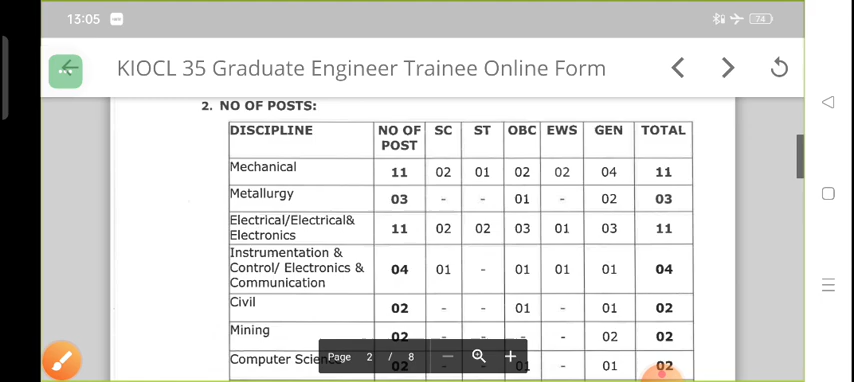 13:05
74
KIOCL 35 Graduate Engineer Trainee Online Form
2. NO OF POSTS:
DISCIPLINE NO OF POST SC ST OBC EWS GEN TOTAL
Mechanical 11 02 01 02 02 04 11
Metallurgy 03 - - 01 - 02 03
Electrical/Electrical&
Electronics 11 02 02 03 01 03 11
Instrumentation &
Control/ Electronics & 04 01 - 01 01 01 04
Communication
Civil 02 - - 01 - 01 02
Mining 02 - - - - 02 02
Computer 02 01 - 01 02
Page 2 / 8 — +